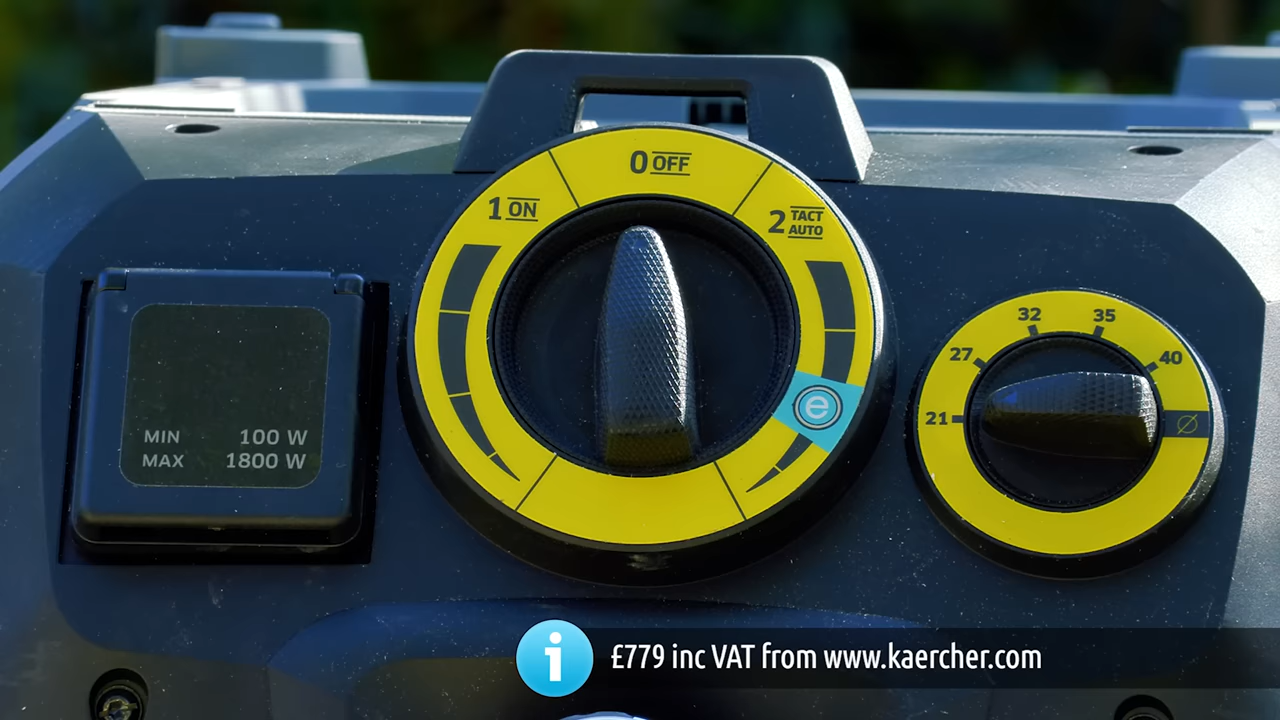 0 OFF
1 ON
2 TACT
AUTO
e
MIN 100 W
MAX 1800 W
21
27
32
35
40
Ø
i £779 inc VAT from www.kaercher.com